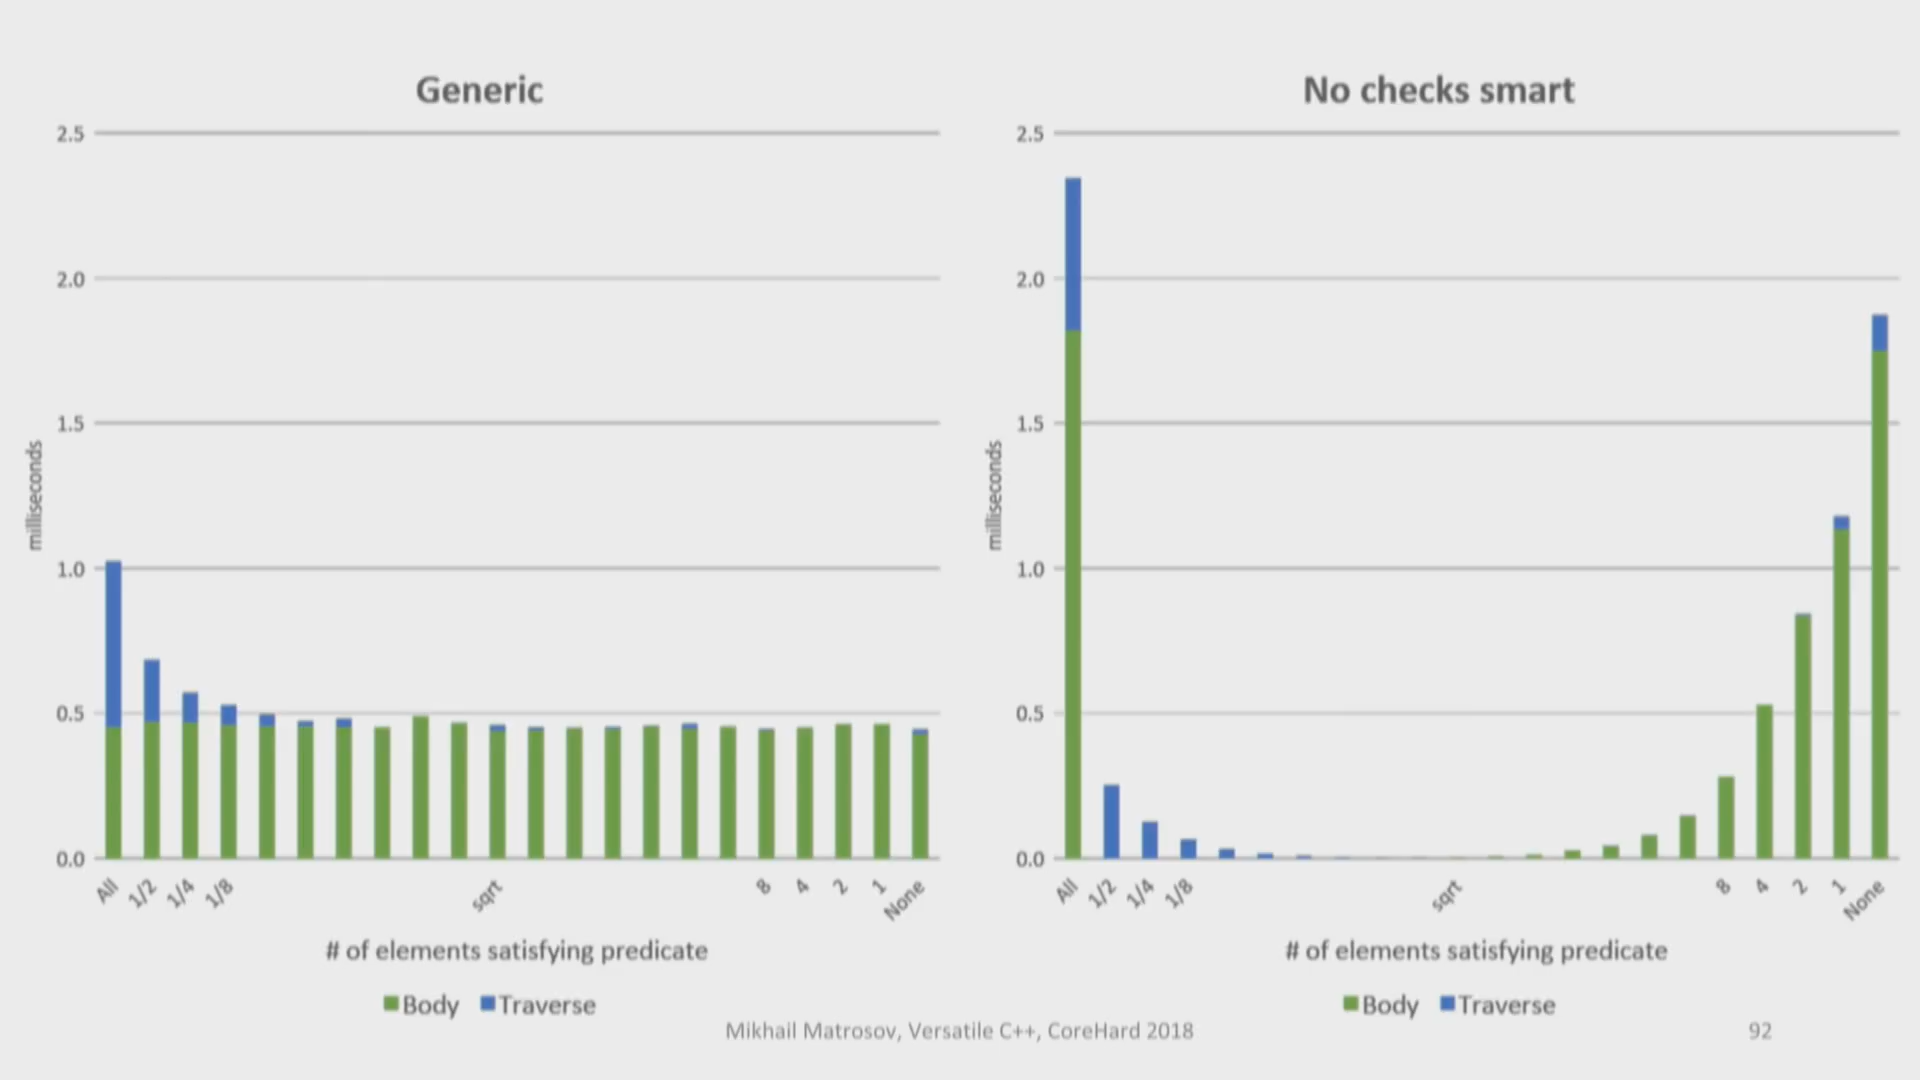 Generic
2.5
2.0
1.5
1.0
0.5
0.0
milliseconds
All 1/2 1/4 1/8 sqrt 8 4 2 1 None
# of elements satisfying predicate
Body Traverse
No checks smart
2.5
2.0
1.5
1.0
0.5
0.0
milliseconds
All 1/2 1/4 1/8 sqrt 8 4 2 1 None
# of elements satisfying predicate
Body Traverse
Mikhail Matrosov, Versatile C++, CoreHard 2018
92